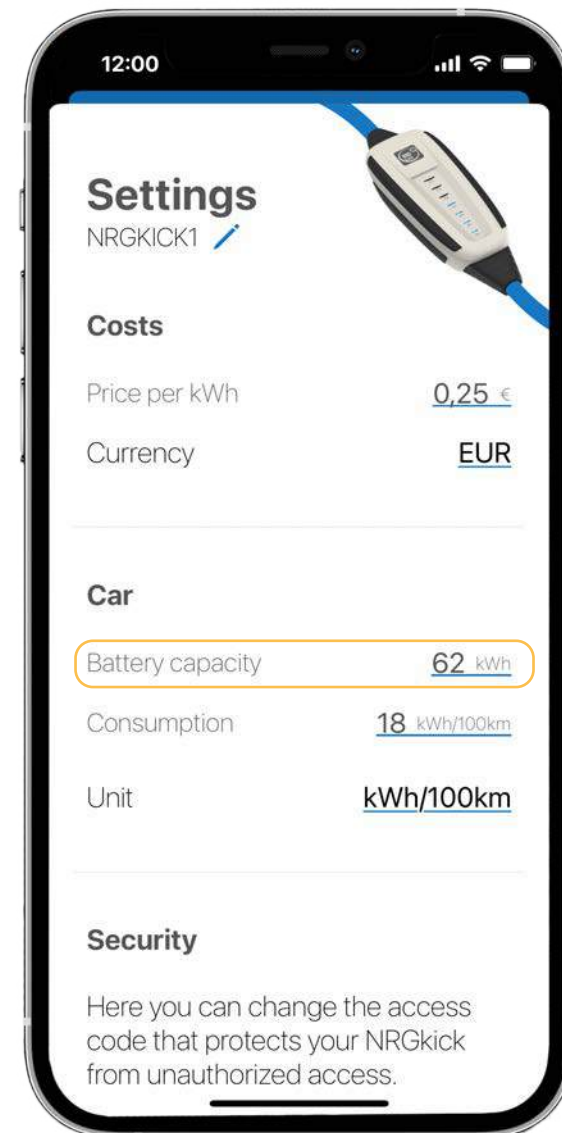 12:00
Settings
NRGKICK1
Costs
Price per kWh 0,25 €
Currency EUR
Car
Battery capacity 62 kWh
Consumption 18 kWh/100km
Unit kWh/100km
Security
Here you can change the access
code that protects your NRGkick
from unauthorized access.